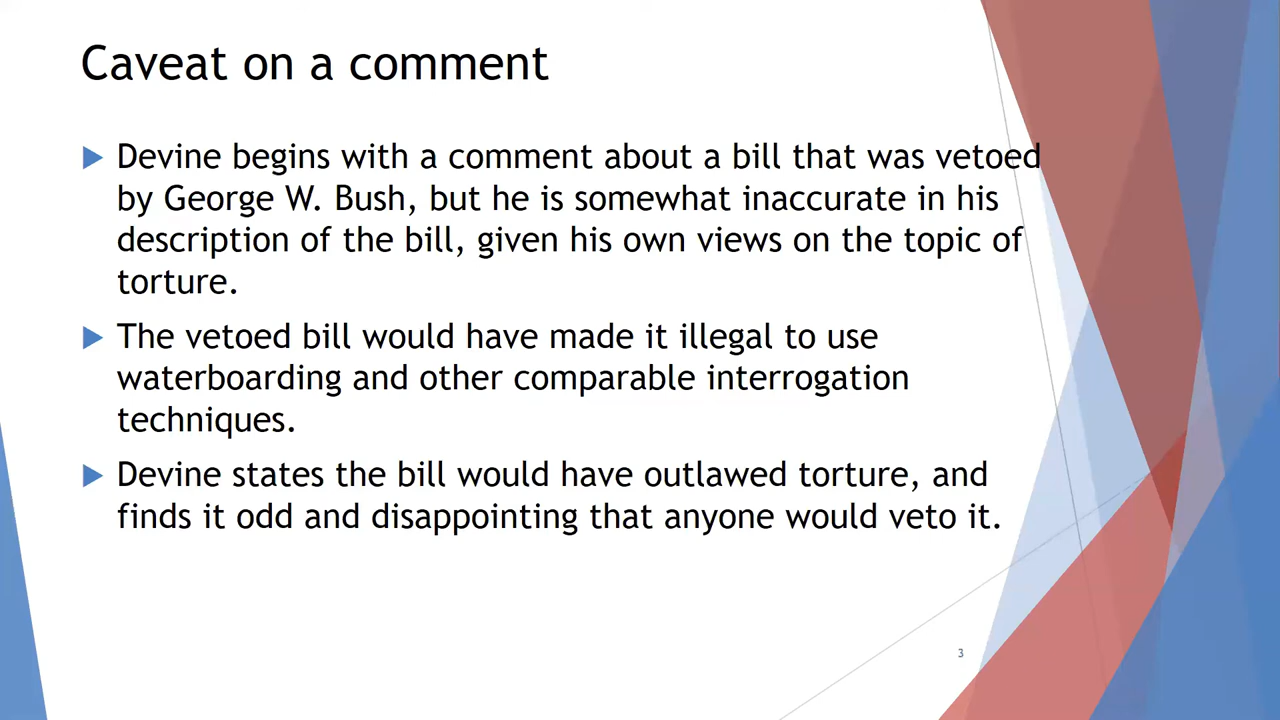 Caveat on a comment
Devine begins with a comment about a bill that was vetoed
by George W. Bush, but he is somewhat inaccurate in his
description of the bill, given his own views on the topic of
torture.
The vetoed bill would have made it illegal to use
waterboarding and other comparable interrogation
techniques.
Devine states the bill would have outlawed torture, and
finds it odd and disappointing that anyone would veto it.
3